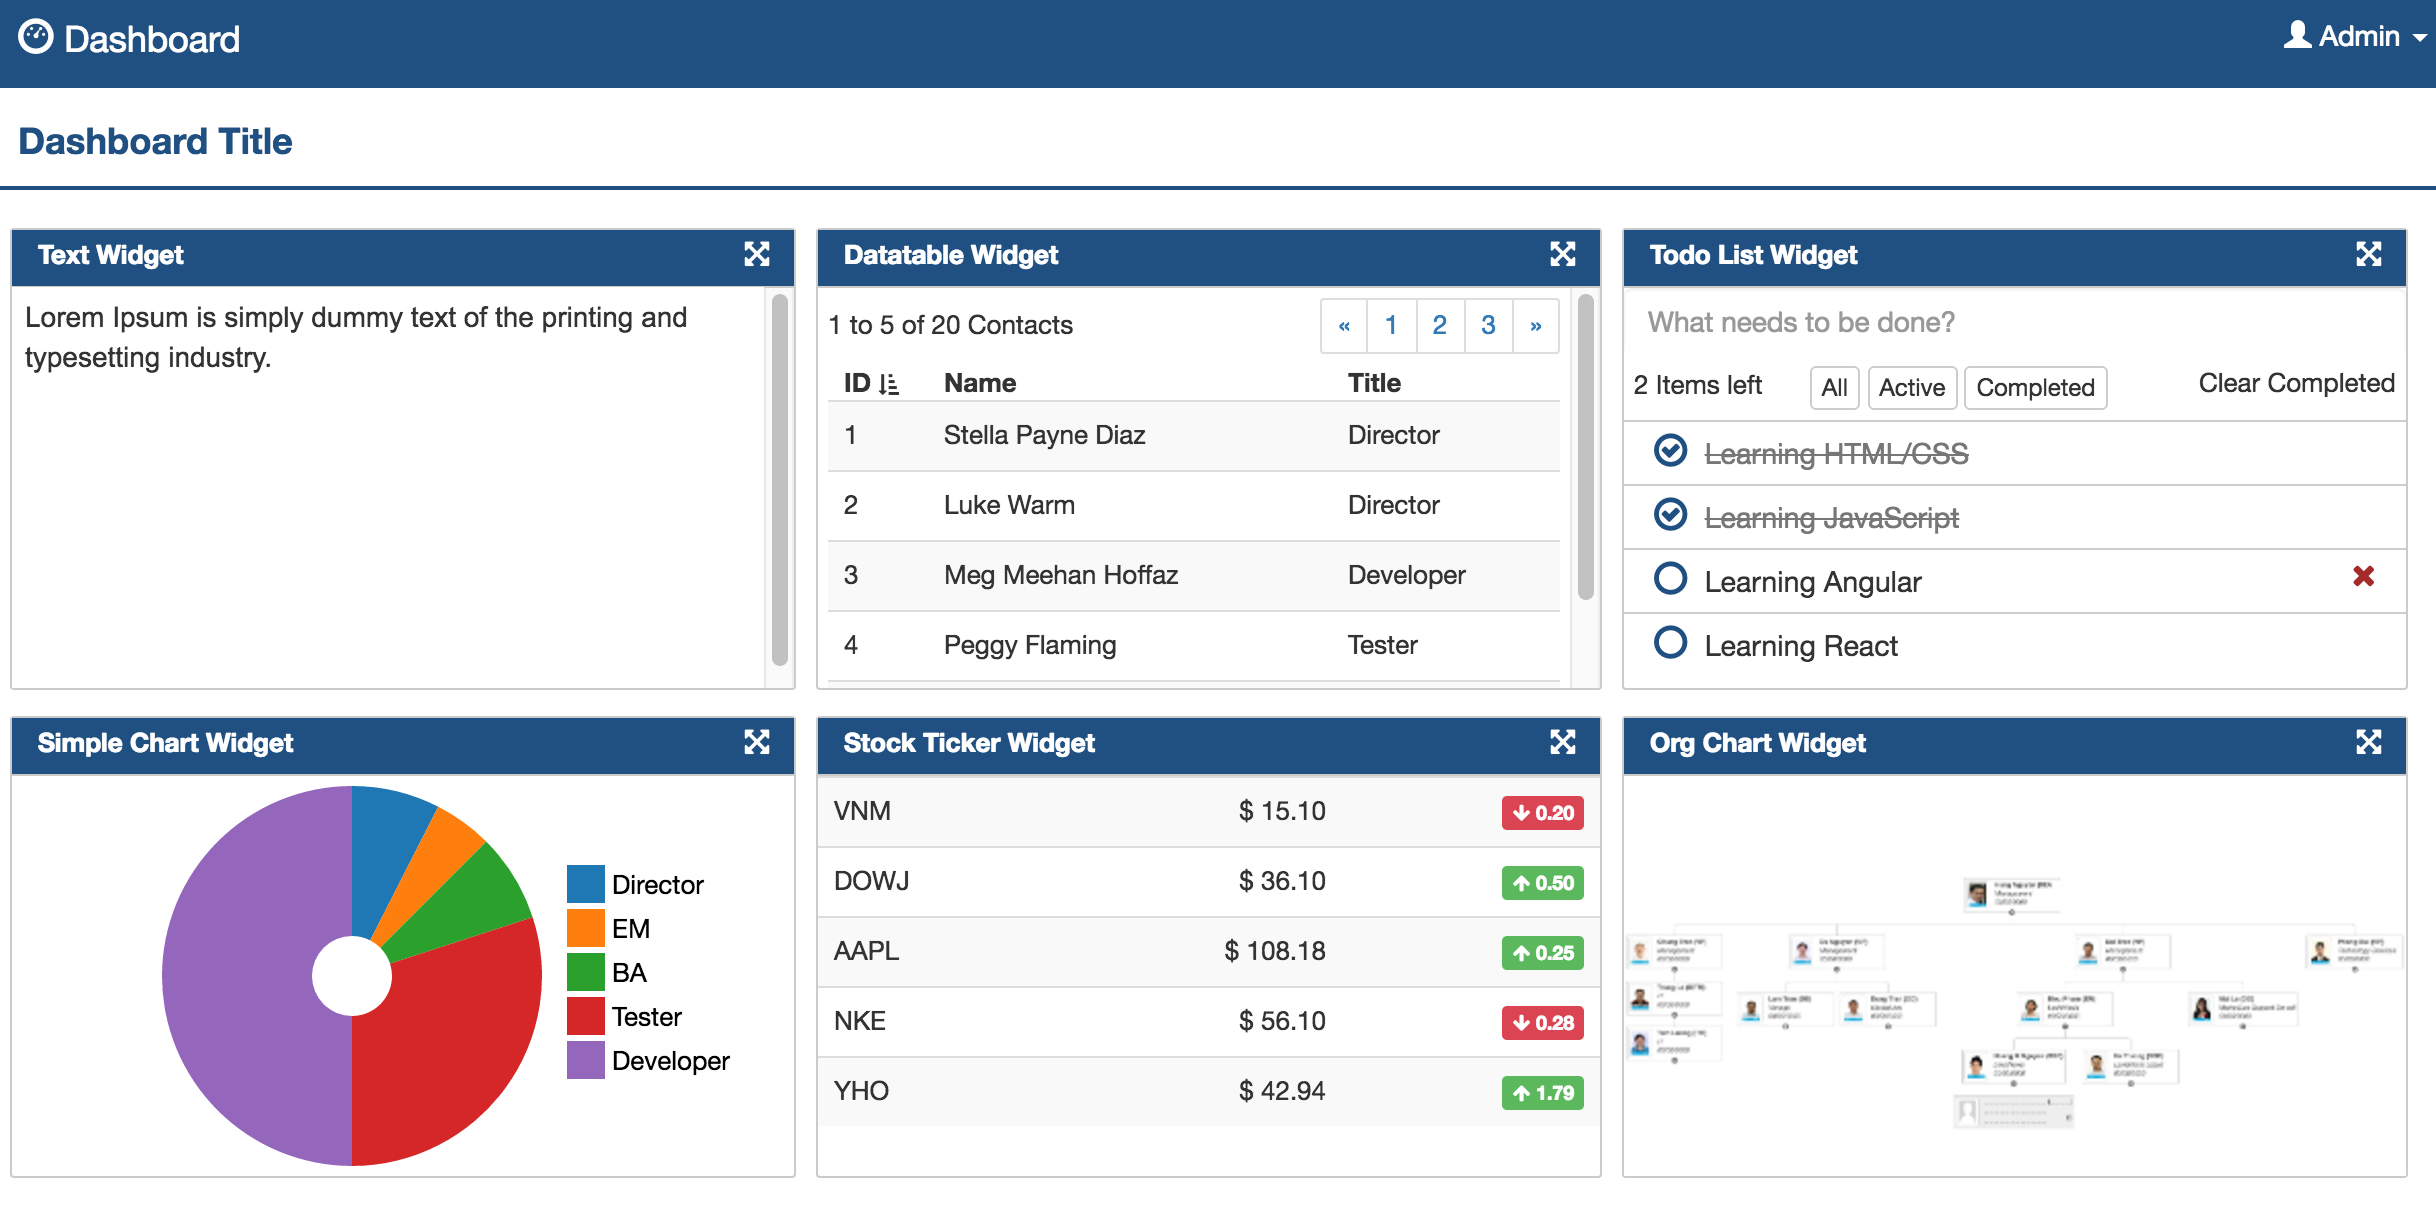 Dashboard
Admin
Dashboard Title
Text Widget
Lorem Ipsum is simply dummy text of the printing and
typesetting industry.
Datatable Widget
1 to 5 of 20 Contacts
« 1 2 3 »
ID Name Title
1 Stella Payne Diaz Director
2 Luke Warm Director
3 Meg Meehan Hoffaz Developer
4 Peggy Flaming Tester
Todo List Widget
What needs to be done?
2 Items left All Active Completed Clear Completed
Learning HTML/CSS
Learning JavaScript
Learning Angular
Learning React
Simple Chart Widget
Director
EM
BA
Tester
Developer
Stock Ticker Widget
VNM $ 15.10 0.20
DOWJ $ 36.10 0.50
AAPL $ 108.18 0.25
NKE $ 56.10 0.28
YHO $ 42.94 1.79
Org Chart Widget